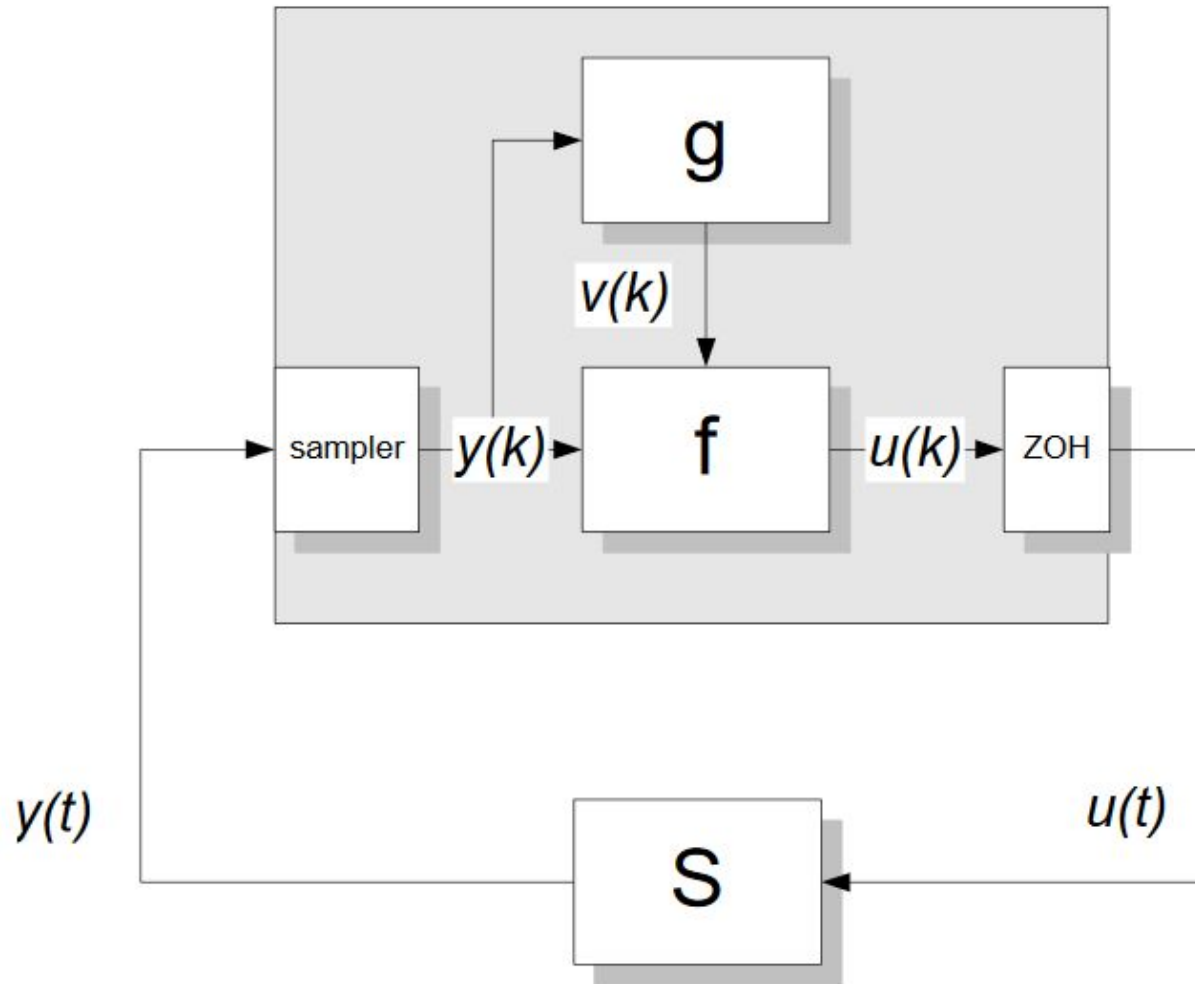 g
v(k)
sampler
y(k)
f
u(k)
ZOH
y(t)
u(t)
S